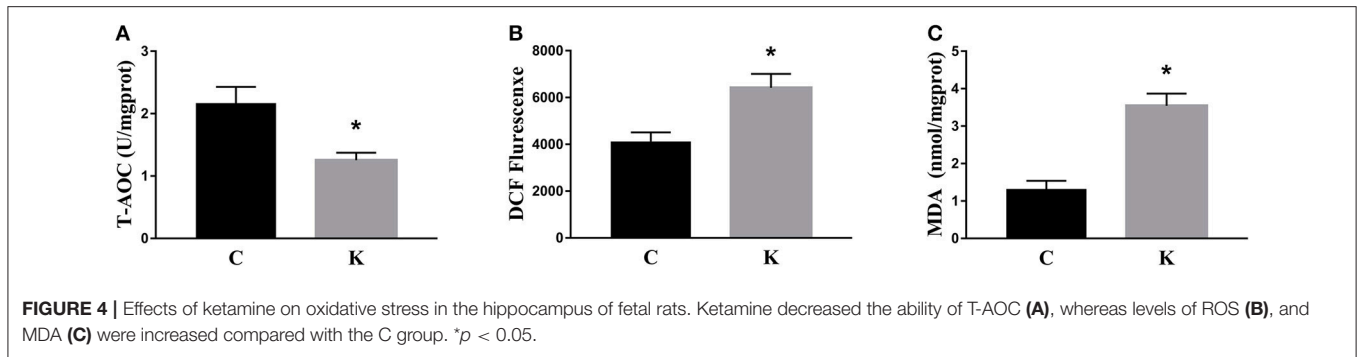 A
3
2
1
0
T-AOC (U/mgprot)
*
C K
B
8000
6000
4000
2000
0
DCF Flurescenxe
*
C K
C
5
4
3
2
1
0
MDA (nmol/mgprot)
*
C K
FIGURE 4 | Effects of ketamine on oxidative stress in the hippocampus of fetal rats. Ketamine decreased the ability of T-AOC (A), whereas levels of ROS (B), and
MDA (C) were increased compared with the C group. *p < 0.05.